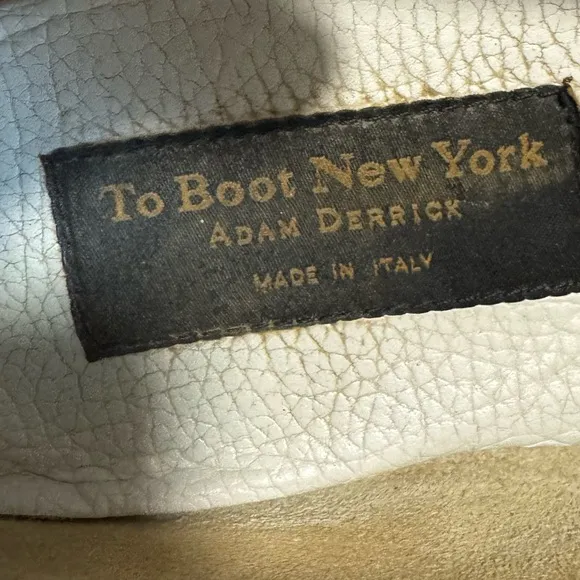 To Boot New York
ADAM DERRICK
MADE IN ITALY